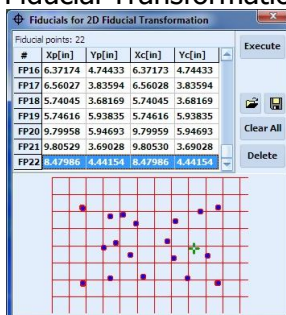 Fiducial Transformatio
Fiducials for 2D Fiducial Transformation
Fiducial points: 22
# Xp[in] Yp[in] Xc[in] Yc[in]
FP16 6.37174 4.74433 6.37173 4.74433
FP17 6.56027 3.83594 6.56028 3.83594
FP18 5.74045 3.68169 5.74045 3.68169
FP19 5.74616 5.93835 5.74616 5.93835
FP20 9.79958 5.94693 9.79959 5.94693
FP21 9.80529 3.69028 9.80530 3.69028
FP22 8.47986 4.44154 8.47986 4.44154
Execute
Clear All
Delete